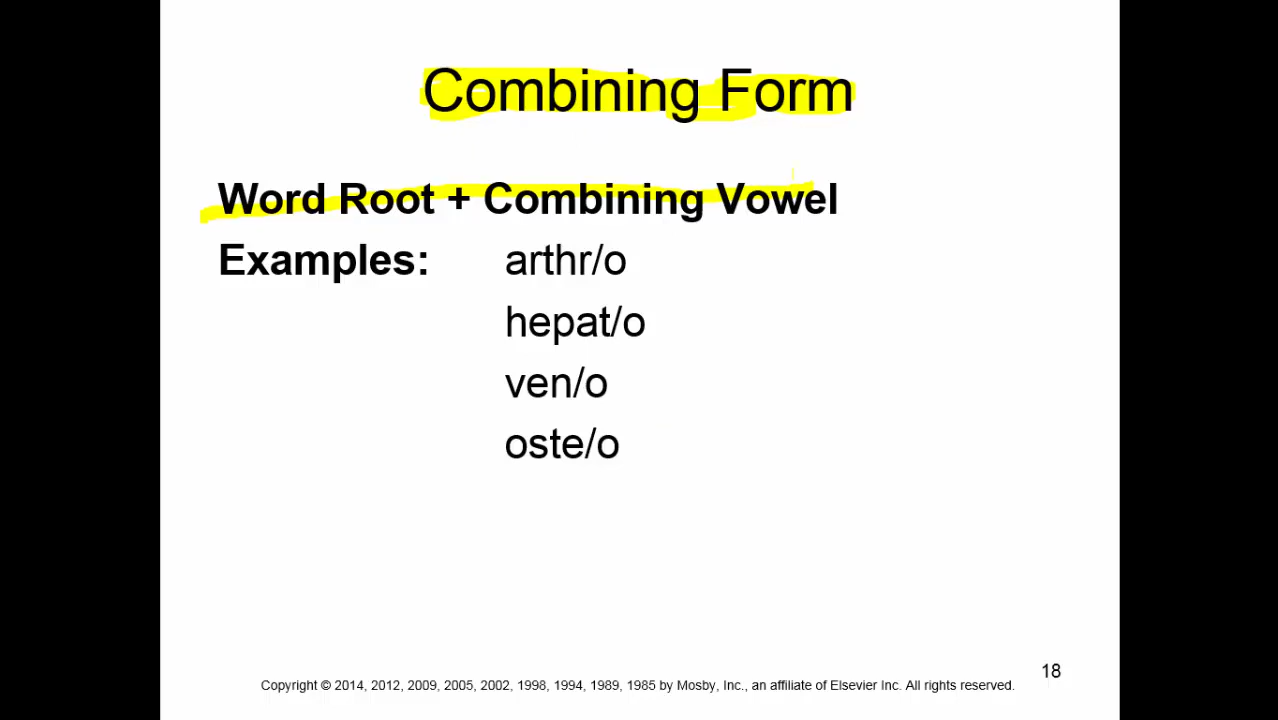 Combining Form
Word Root + Combining Vowel
Examples: arthr/o
hepat/o
ven/o
oste/o
18
Copyright © 2014, 2012, 2009, 2005, 2002, 1998, 1994, 1989, 1985 by Mosby, Inc., an affiliate of Elsevier Inc. All rights reserved.